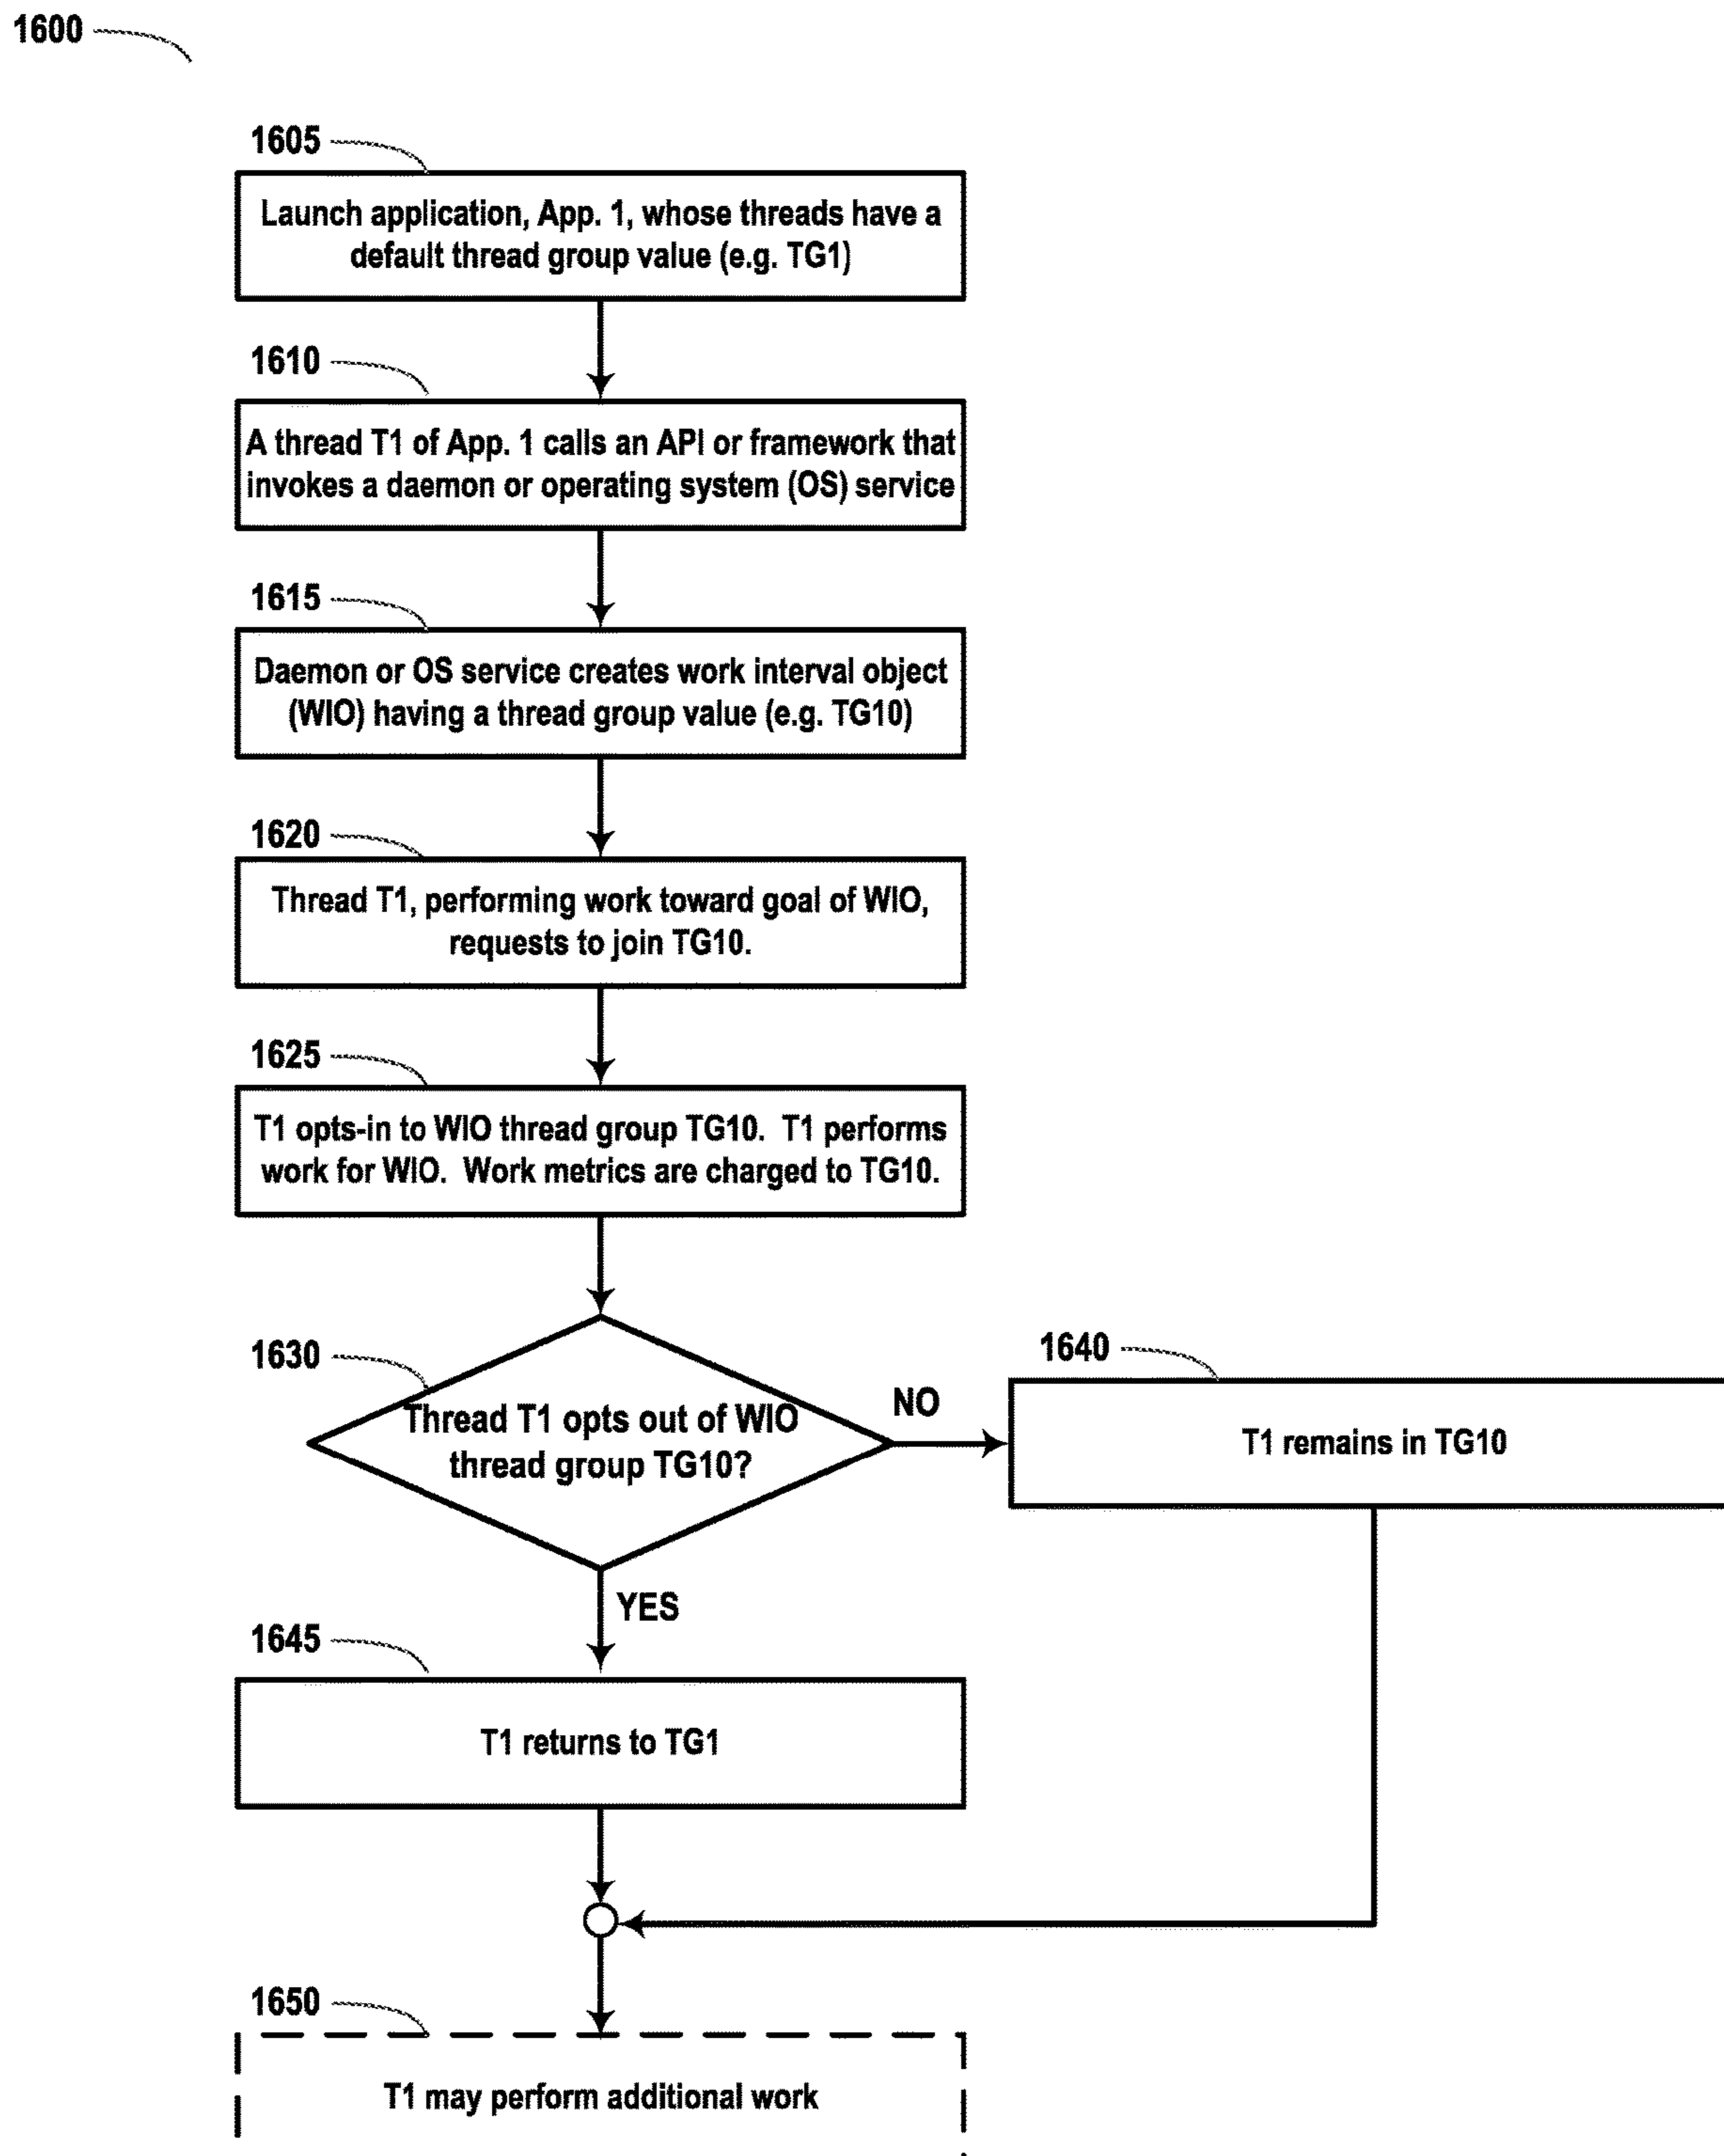 1600
1605
Launch application, App. 1, whose threads have a
default thread group value (e.g. TG1)
1610
A thread T1 of App. 1 calls an API or framework that
invokes a daemon or operating system (OS) service
1615
Daemon or OS service creates work interval object
(WIO) having a thread group value (e.g. TG10)
1620
Thread T1, performing work toward goal of WIO,
requests to join TG10.
1625
T1 opts-in to WIO thread group TG10. T1 performs
work for WIO. Work metrics are charged to TG10.
1630
Thread T1 opts out of WIO
thread group TG10?
NO
1640
T1 remains in TG10
YES
1645
T1 returns to TG1
1650
T1 may perform additional work